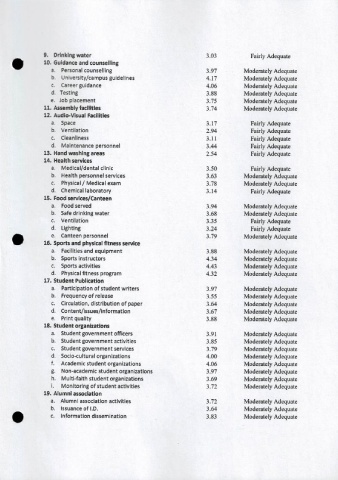 9. Drinking water 3.03 Fairly Adequate
10. Guidance and counselling
a. Personal counselling 3.97 Moderately Adequate
b. University/campus guidelines 4.17 Moderately Adequate
c. Career guidance 4.06 Moderately Adequate
d. Testing 3.88 Moderately Adequate
e. Job placement 3.75 Moderately Adequate
11. Assembly facilities 3.74 Moderately Adequate
12. Audio-Visual Facilities
a. Space 3.17 Fairly Adequate
b. Ventilation 2.94 Fairly Adequate
c. Cleanliness 3.11 Fairly Adequate
d. Maintenance personnel 3.44 Fairly Adequate
13. Hand washing areas 2.54 Fairly Adequate
14. Health services
a. Medical/dental clinic 3.50 Fairly Adequate
b. Health personnel services 3.63 Moderately Adequate
c. Physical / Medical exam 3.78 Moderately Adequate
d. Chemical laboratory 3.14 Fairly Adequate
15. Food services/Canteen
a. Food served 3.94 Moderately Adequate
b. Safe drinking water 3.68 Moderately Adequate
c. Ventilation 3.35 Fairly Adequate
d. Lighting 3.24 Fairly Adequate
e. Canteen personnel 3.79 Moderately Adequate
16. Sports and physical fitness service
a. Facilities and equipment 3.88 Moderately Adequate
b. Sports instructors 4.34 Moderately Adequate
c. Sports activities 4.43 Moderately Adequate
d. Physical fitness program 4.32 Moderately Adequate
17. Student Publication
a. Participation of student writers 3.97 Moderately Adequate
b. Frequency of release 3.55 Moderately Adequate
c. Circulation, distribution of paper 3.64 Moderately Adequate
d. Content/issues/information 3.67 Moderately Adequate
e. Print quality 3.88 Moderately Adequate
18. Student organizations
a. Student government officers 3.91 Moderately Adequate
b. Student government activities 3.85 Moderately Adequate
c. Student government services 3.79 Moderately Adequate
d. Socio-cultural organizations 4.00 Moderately Adequate
f. Academic student organizations 4.06 Moderately Adequate
g. Non-academic student organizations 3.97 Moderately Adequate
h. Multi-faith student organizations 3.69 Moderately Adequate
i. Monitoring of student activities 3.72 Moderately Adequate
19. Alumni association
a. Alumni association activities 3.72 Moderately Adequate
b. Issuance of I.D. 3.64 Moderately Adequate
c. Information dissemination 3.83 Moderately Adequate